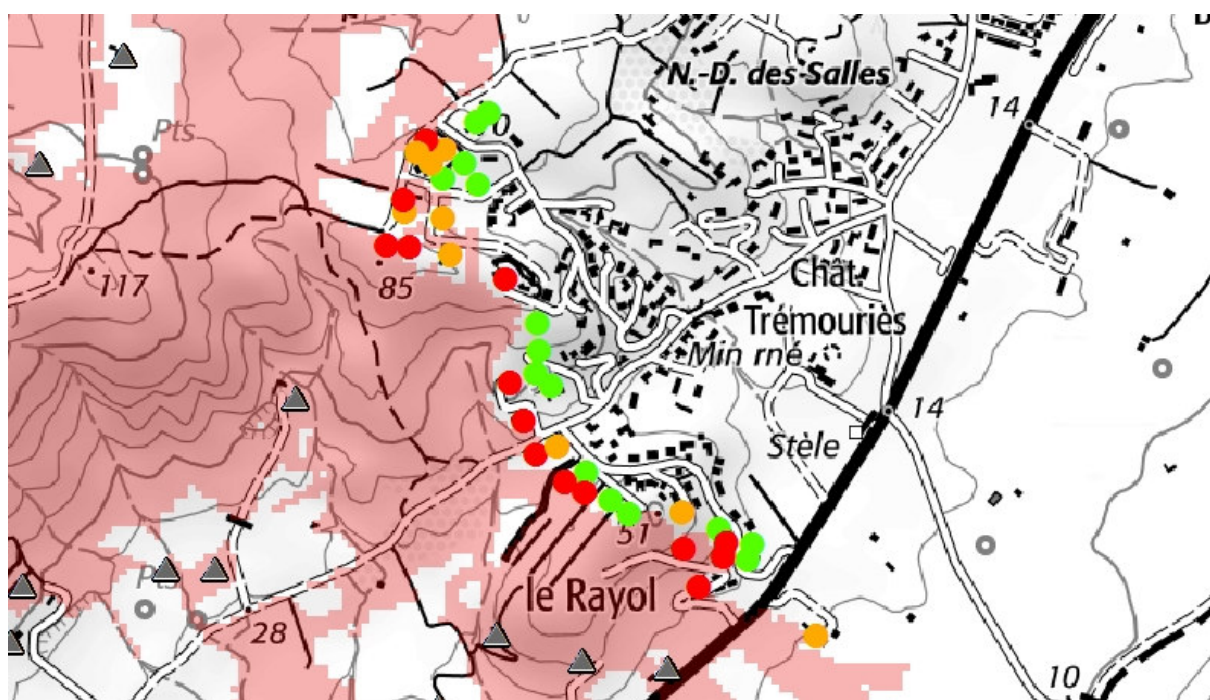 N.-D. des Salles
14
Pts
117
85
Chât.
Trémouriès
Min rné
14
Stèle
51
Pts
le Rayol
28
10